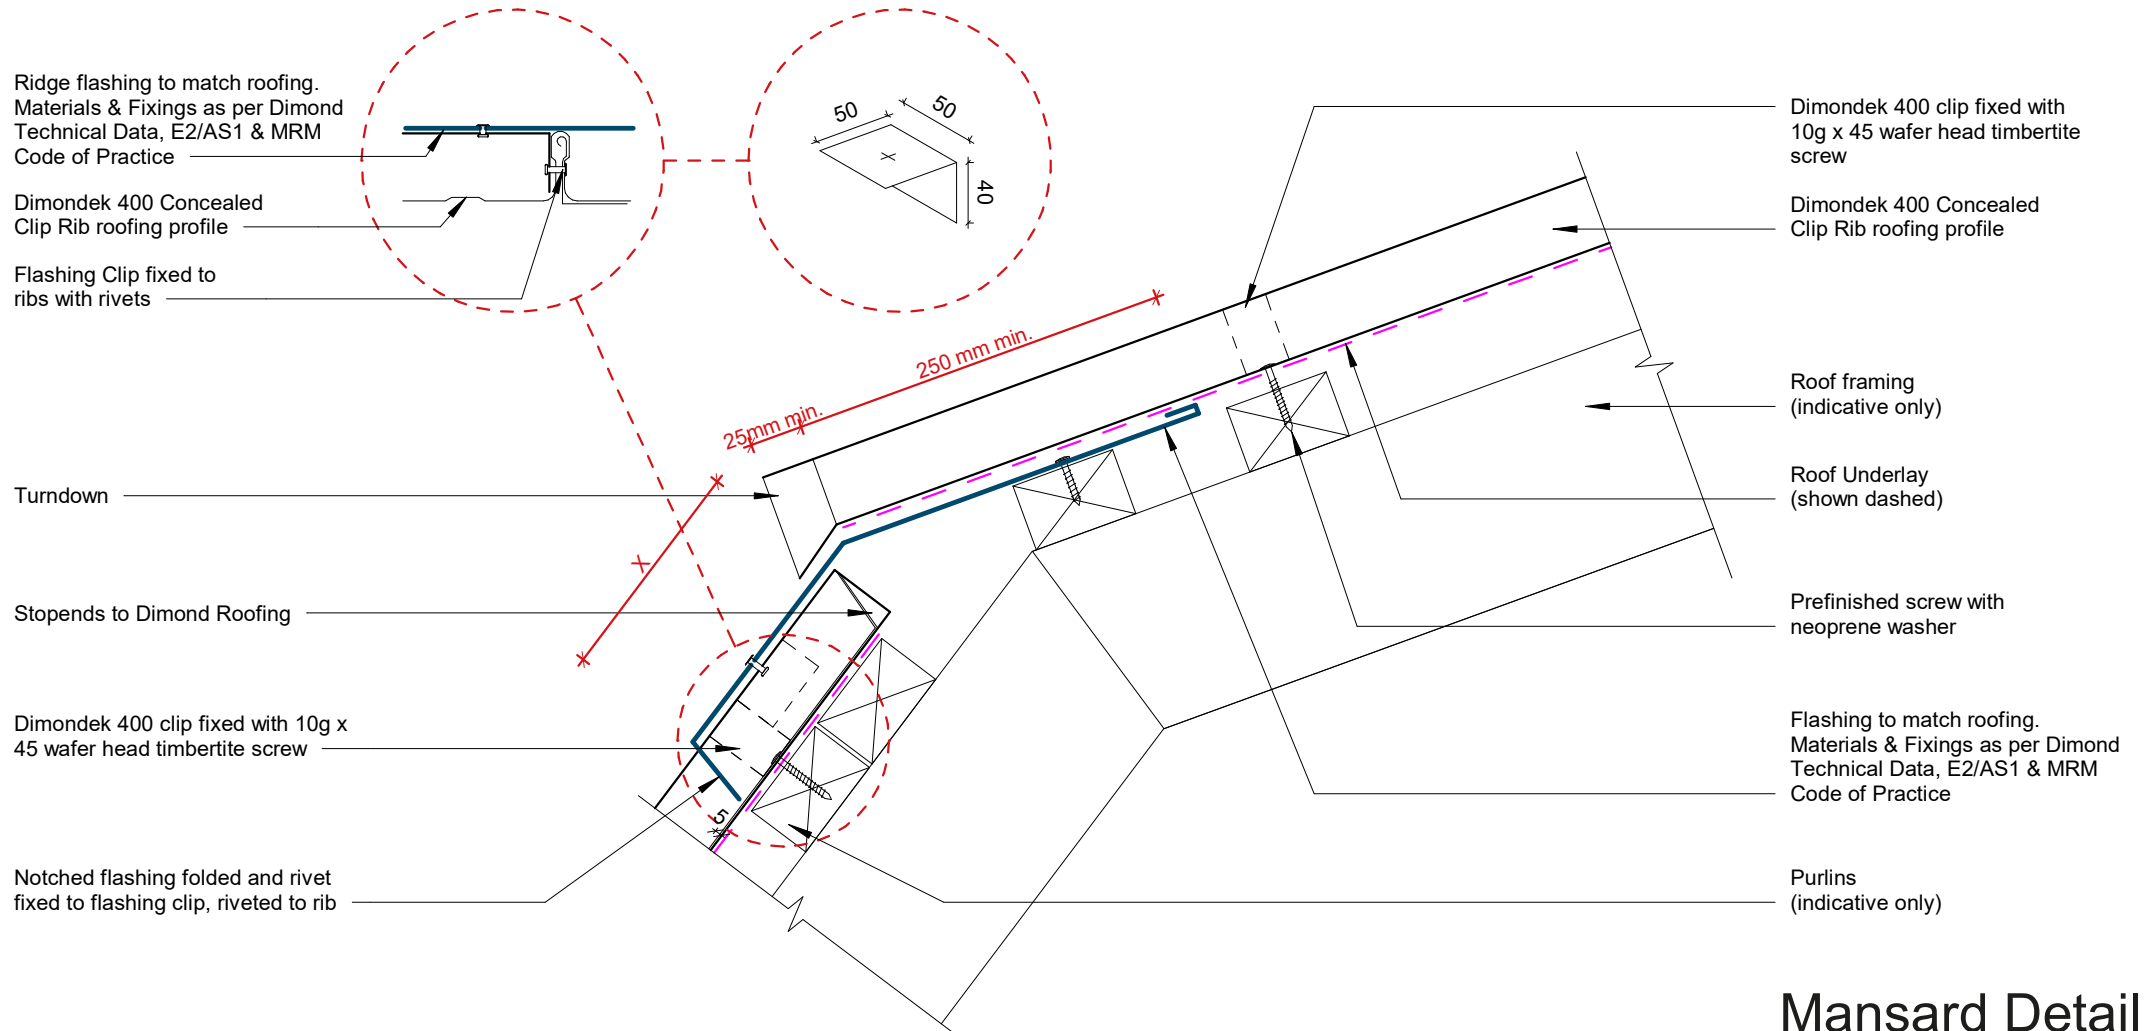 Ridge flashing to match roofing.
Materials & Fixings as per Dimond
Technical Data, E2/AS1 & MRM
Code of Practice
Dimondek 400 Concealed
Clip Rib roofing profile
Flashing Clip fixed to
ribs with rivets
Turndown
Stopends to Dimond Roofing
Dimondek 400 clip fixed with 10g x
45 wafer head timbertite screw
Notched flashing folded and rivet
fixed to flashing clip, riveted to rib
50
50
40
250 mm min.
25mm min.
X
5
Dimondek 400 clip fixed with
10g x 45 wafer head timbertite
screw
Dimondek 400 Concealed
Clip Rib roofing profile
Roof framing
(indicative only)
Roof Underlay
(shown dashed)
Prefinished screw with
neoprene washer
Flashing to match roofing.
Materials & Fixings as per Dimond
Technical Data, E2/AS1 & MRM
Code of Practice
Purlins
(indicative only)
Mansard Detail